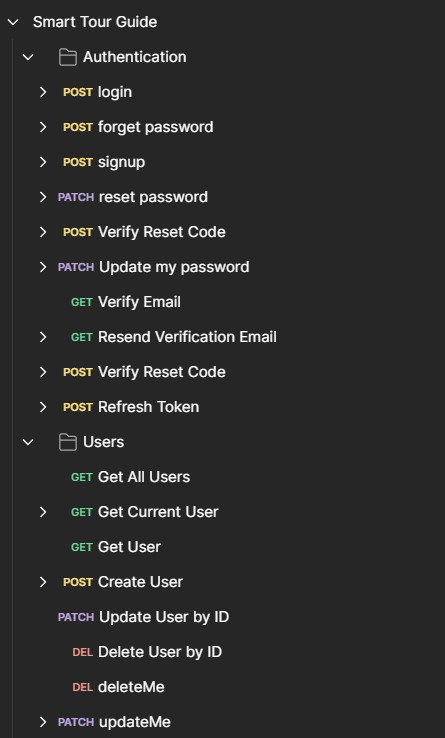 Smart Tour Guide
Authentication
POST login
POST forget password
POST signup
PATCH reset password
POST Verify Reset Code
PATCH Update my password
GET Verify Email
GET Resend Verification Email
POST Verify Reset Code
POST Refresh Token
Users
GET Get All Users
GET Get Current User
GET Get User
POST Create User
PATCH Update User by ID
DEL Delete User by ID
DEL deleteMe
PATCH updateMe